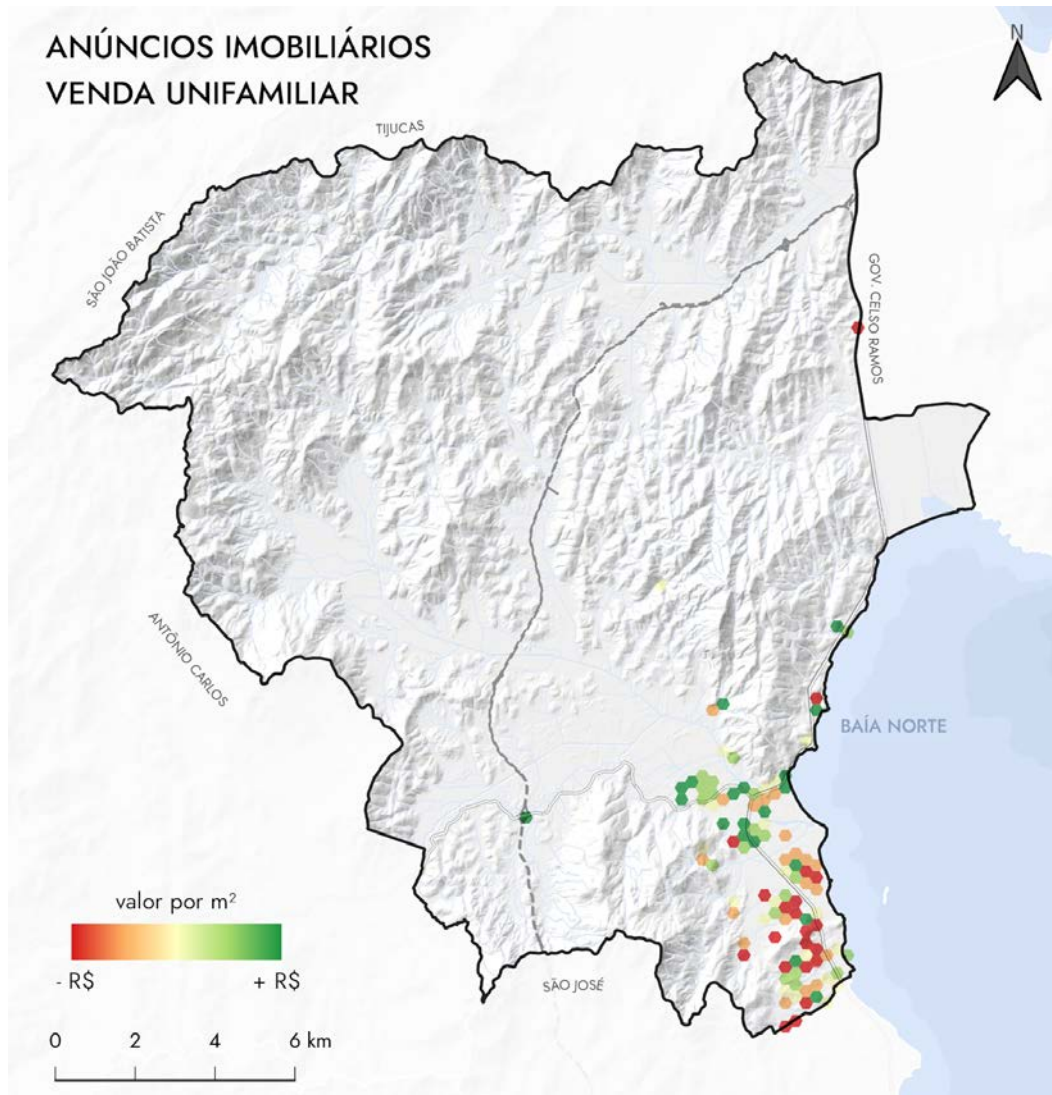 ANÚNCIOS IMOBILIÁRIOS
VENDA UNIFAMILIAR
N
TIJUCAS
SÃO JOÃO BATISTA
GOV. CELSO RAMOS
ANTÔNIO CARLOS
BAÍA NORTE
valor por m²
- R$ + R$
SÃO JOSÉ
0 2 4 6 km